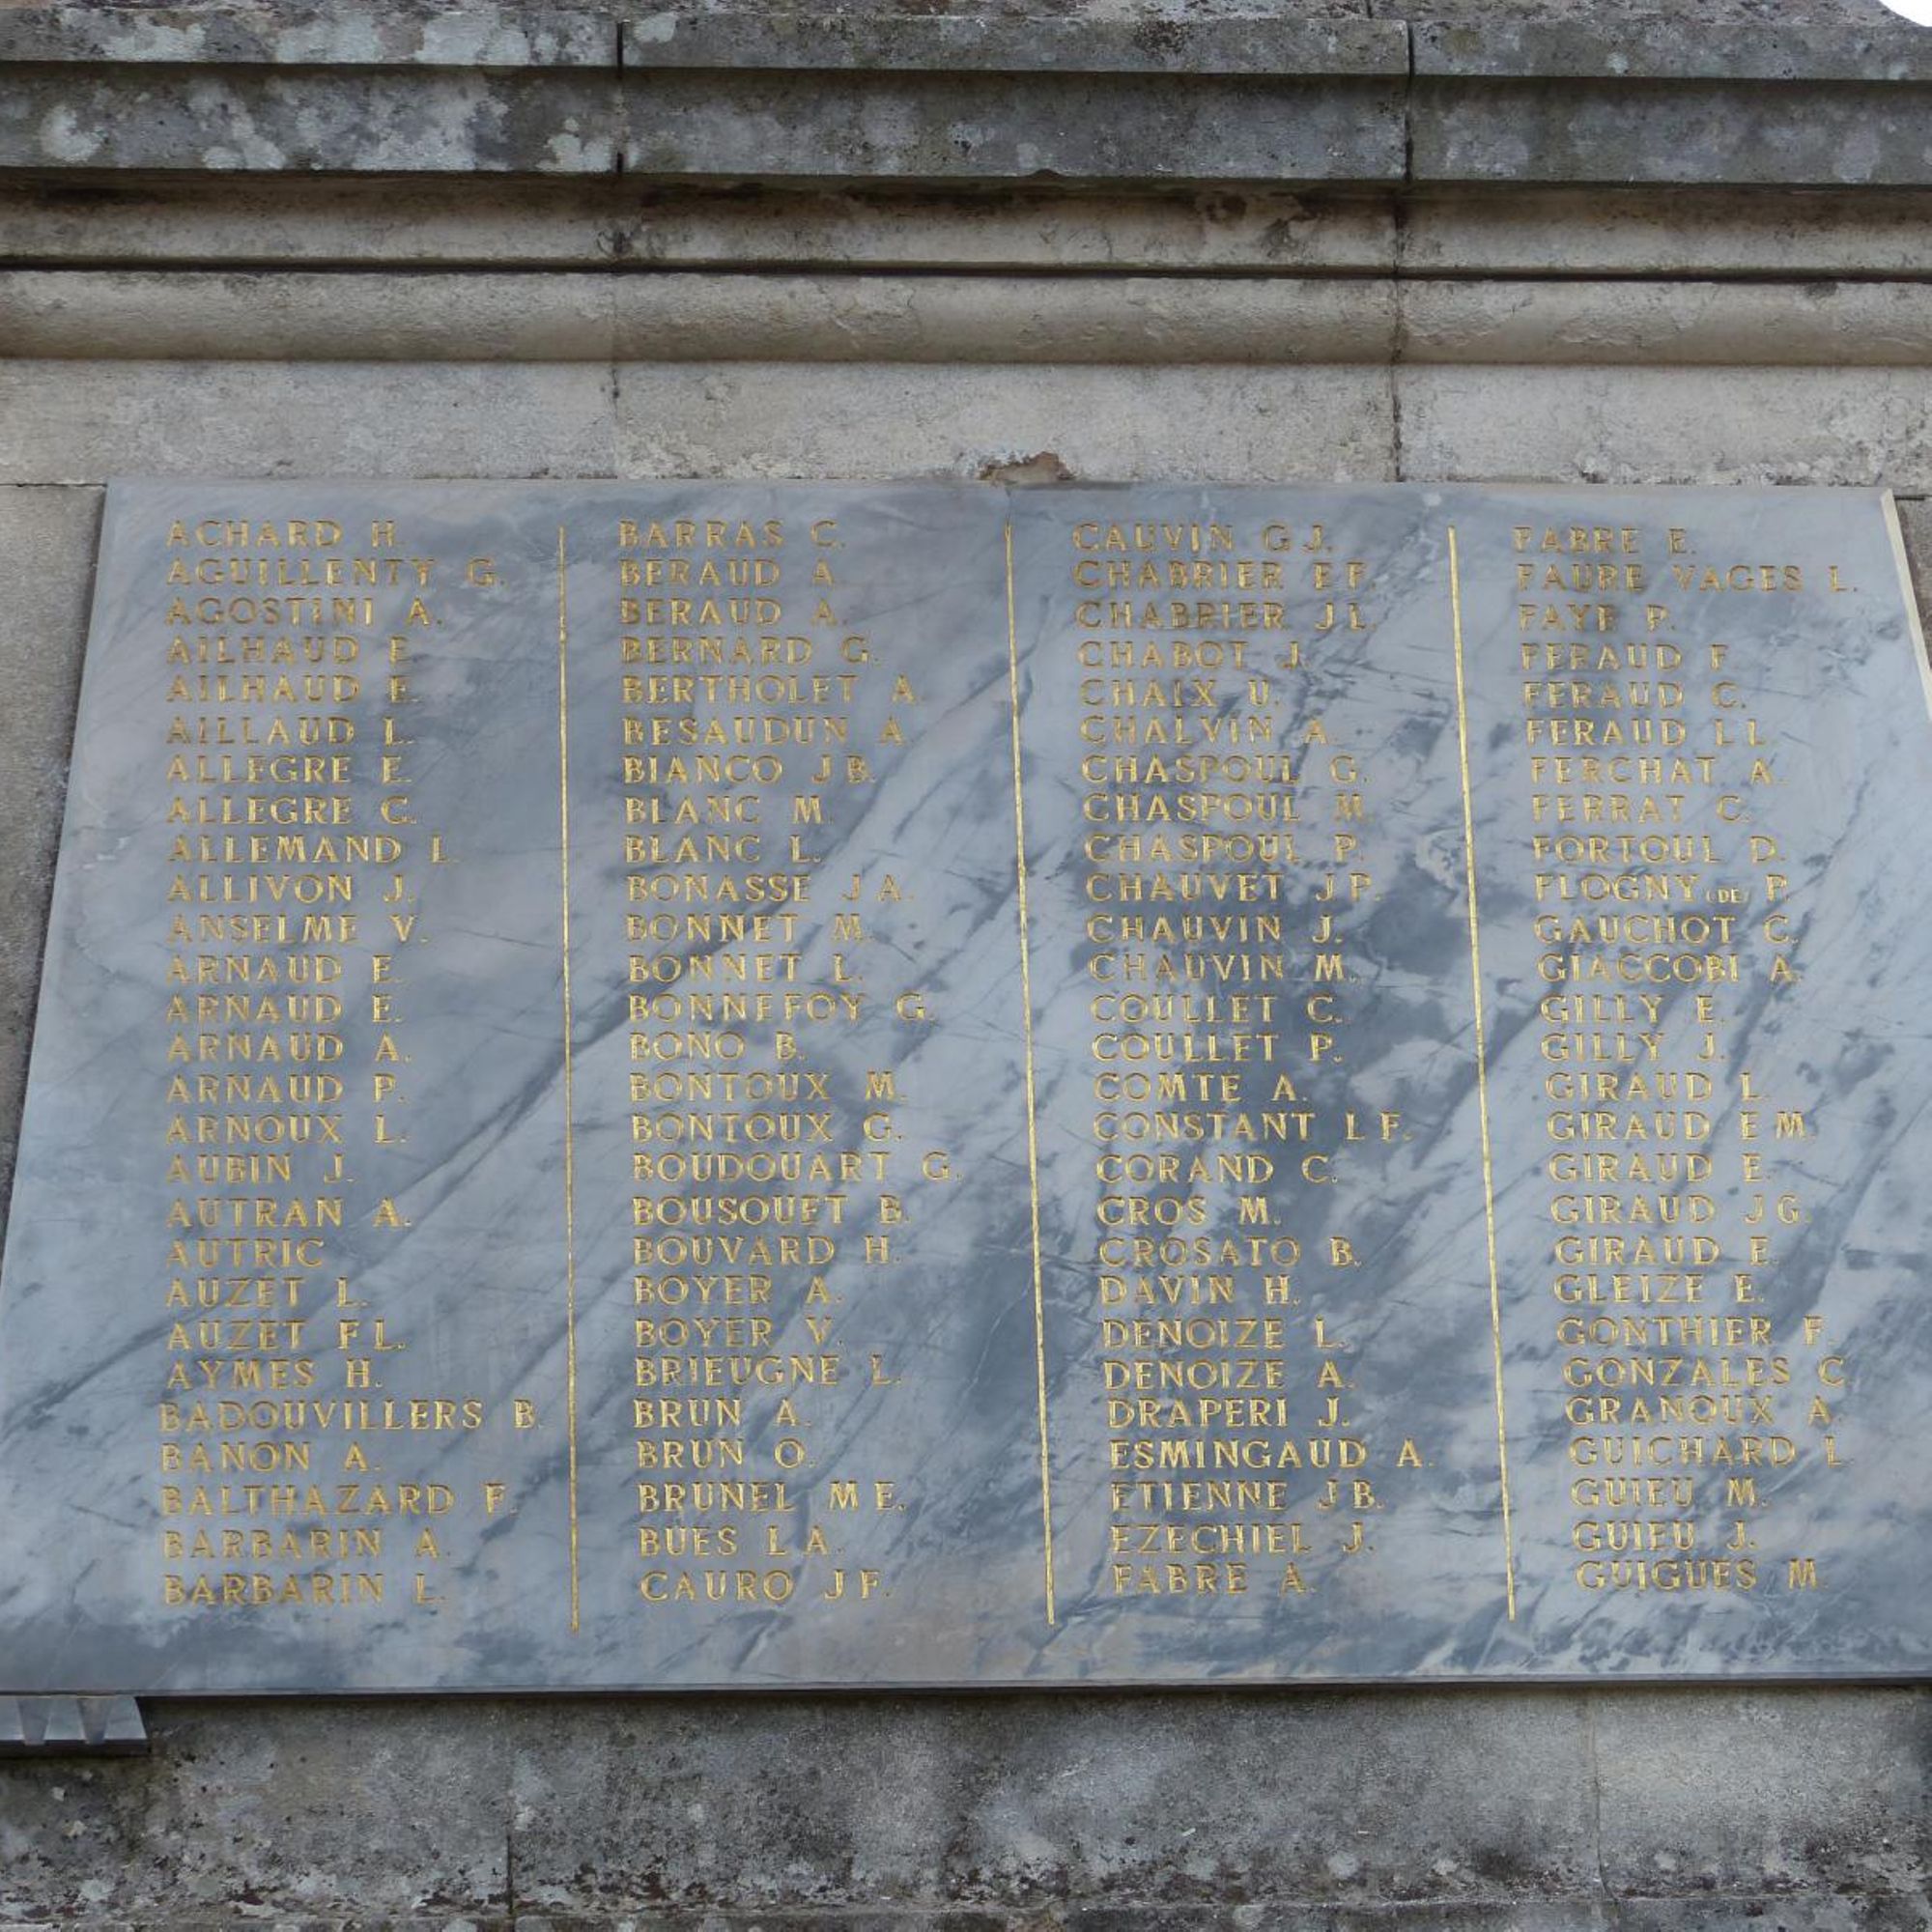 ACHARD H.
AGUILLENTY G.
AGOSTINI A.
AILHAUD E.
AILHAUD E.
AILLAUD L.
ALLEGRE E.
ALLEGRE C.
ALLEMAND L.
ALLIVON J.
ANSELME V.
ARNAUD E.
ARNAUD E.
ARNAUD A.
ARNAUD P.
ARNOUX L.
AUBIN J.
AUTRAN A.
AUTRIC
AUZET L.
AUZET F L.
AYMES H.
BADOUVILLERS B.
BANON A.
BALTHAZARD F.
BARBARIN A.
BARBARIN L.
BARRAS C.
BERAUD A.
BERAUD A.
BERNARD G.
BERTHOLET A.
BESAUDUN A.
BIANCO J B.
BLANC M.
BLANC L.
BONASSE J A.
BONNET M.
BONNET L.
BONNEFOY G.
BONO B.
BONTOUX M.
BONTOUX G.
BOUDOUART G.
BOUSQUET B.
BOUVARD H.
BOYER A.
BOYER V.
BRIEUGNE L.
BRUN A.
BRUN O.
BRUNEL M E.
BUES L A.
CAURO J F.
CAUVIN G J.
CHABRIER E F.
CHABRIER J L.
CHABOT J.
CHAIX U.
CHALVIN A.
CHASPOUL G.
CHASPOUL M.
CHASPOUL P.
CHAUVET J P.
CHAUVIN J.
CHAUVIN M.
COULLET C.
COULLET P.
COMTE A.
CONSTANT L F.
CORAND C.
CROS M.
CROSATO B.
DAVIN H.
DENOIZE L.
DENOIZE A.
DRAPERI J.
ESMINGAUD A.
ETIENNE J B.
EZECHIEL J.
FABRE A.
FABRE E.
FAURE VAGES L.
FAYE P.
FERAUD F.
FERAUD C.
FERAUD L L.
FERCHAT A.
FERRAT C.
FORTOUL D.
FLOGNY (DE) P.
GAUCHOT C.
GIACCOBI A.
GILLY E.
GILLY J.
GIRAUD L.
GIRAUD E M.
GIRAUD E.
GIRAUD J G.
GIRAUD E.
GLEIZE E.
GONTHIER F.
GONZALES C.
GRANOUX A.
GUICHARD L.
GUIEU M.
GUIEU J.
GUIGUES M.